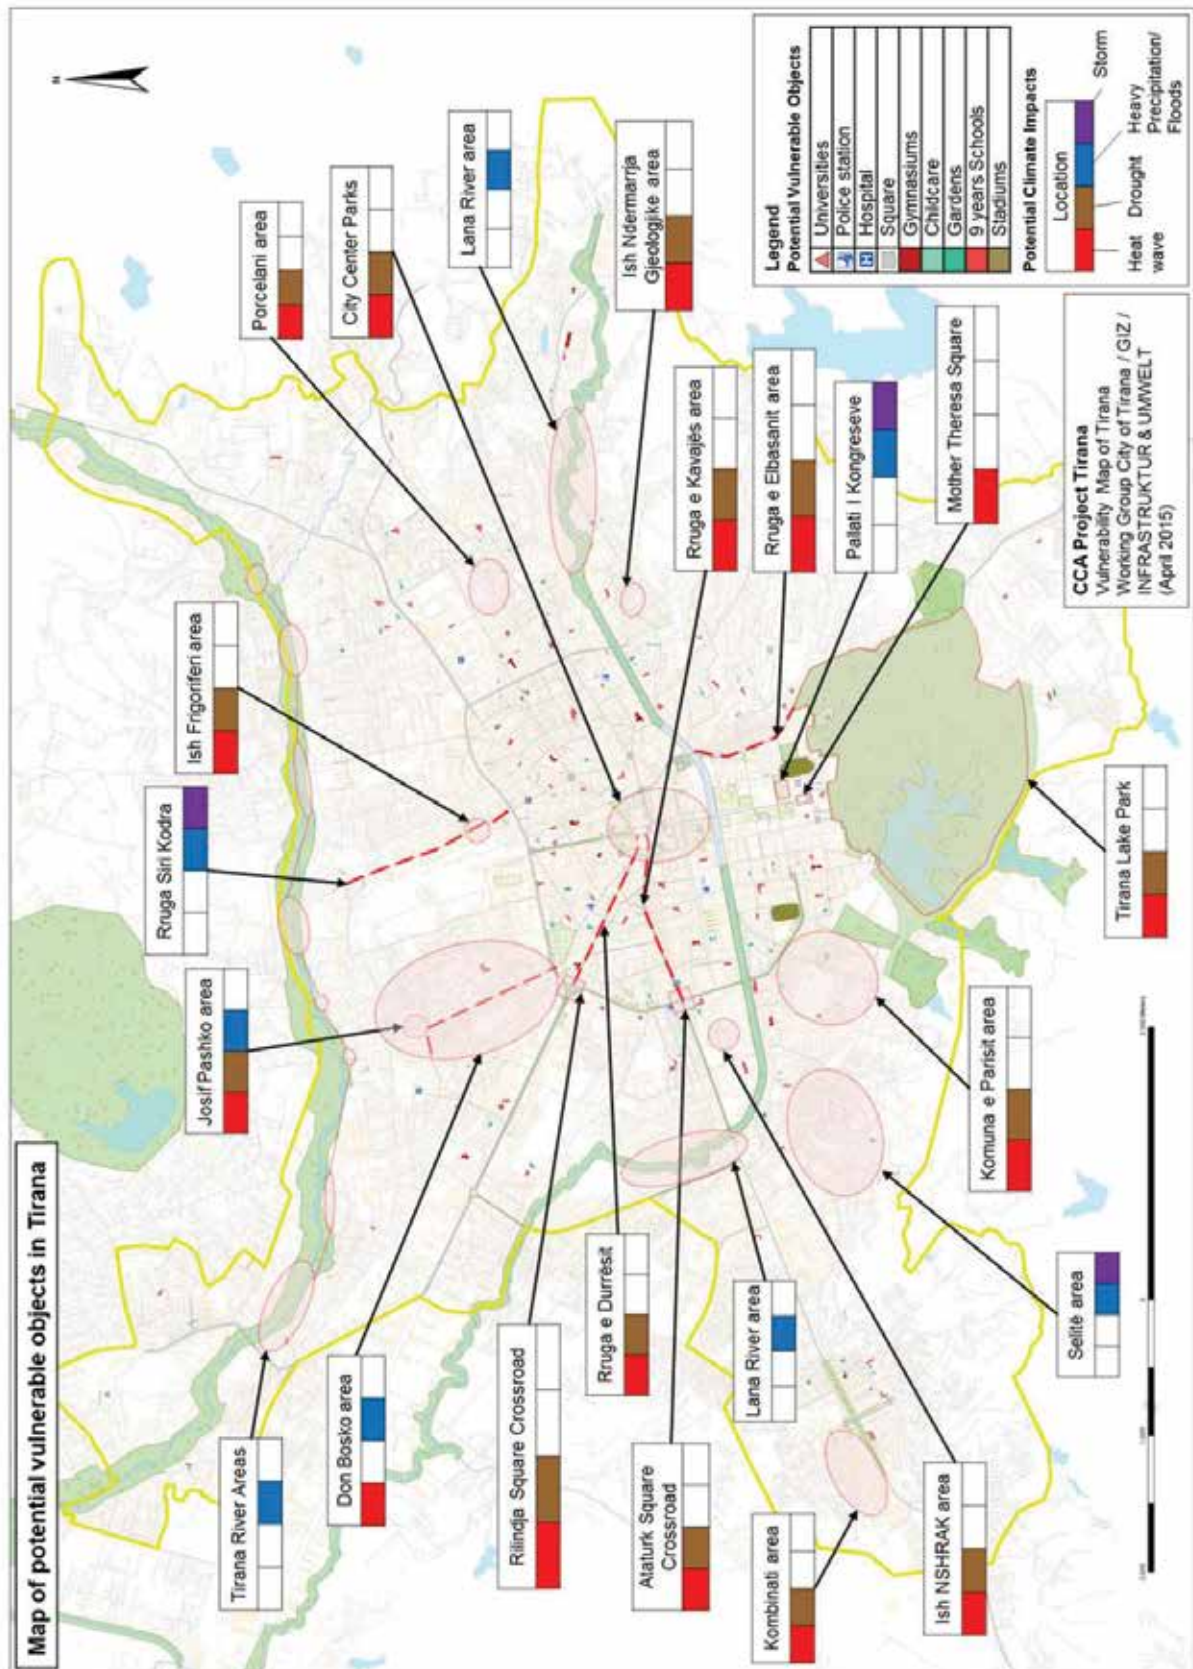 Map of potential vulnerable objects in Tirana
Tirana River Areas
Don Bosko area
Rilindja Square Crossroad
Ataturk Square
Crossroad
Kombinati area
Ish NSHRAK area
Rruga e Durrësit
Lana River area
Selitë area
Josif Pashko area
Rruga Siri Kodra
Ish Frigoriferi area
Komuna e Parisit area
Tirana Lake Park
Porcelani area
City Center Parks
Lana River area
Ish Ndermarrja
Gjeologjike area
Rruga e Kavajës area
Rruga e Elbasanit area
Pallati I Kongreseve
Mother Theresa Square
N
Legend
Potential Vulnerable Objects
Universities
Police station
H Hospital
Square
Gymnasiums
Childcare
Gardens
9 years Schools
Stadiums
Potential Climate Impacts
Location
Heat
wave
Drought
Heavy
Precipitation/
Floods
Storm
CCA Project Tirana
Vulnerability Map of Tirana
Working Group City of Tirana / GIZ /
INFRASTRUKTUR & UMWELT
(April 2015)